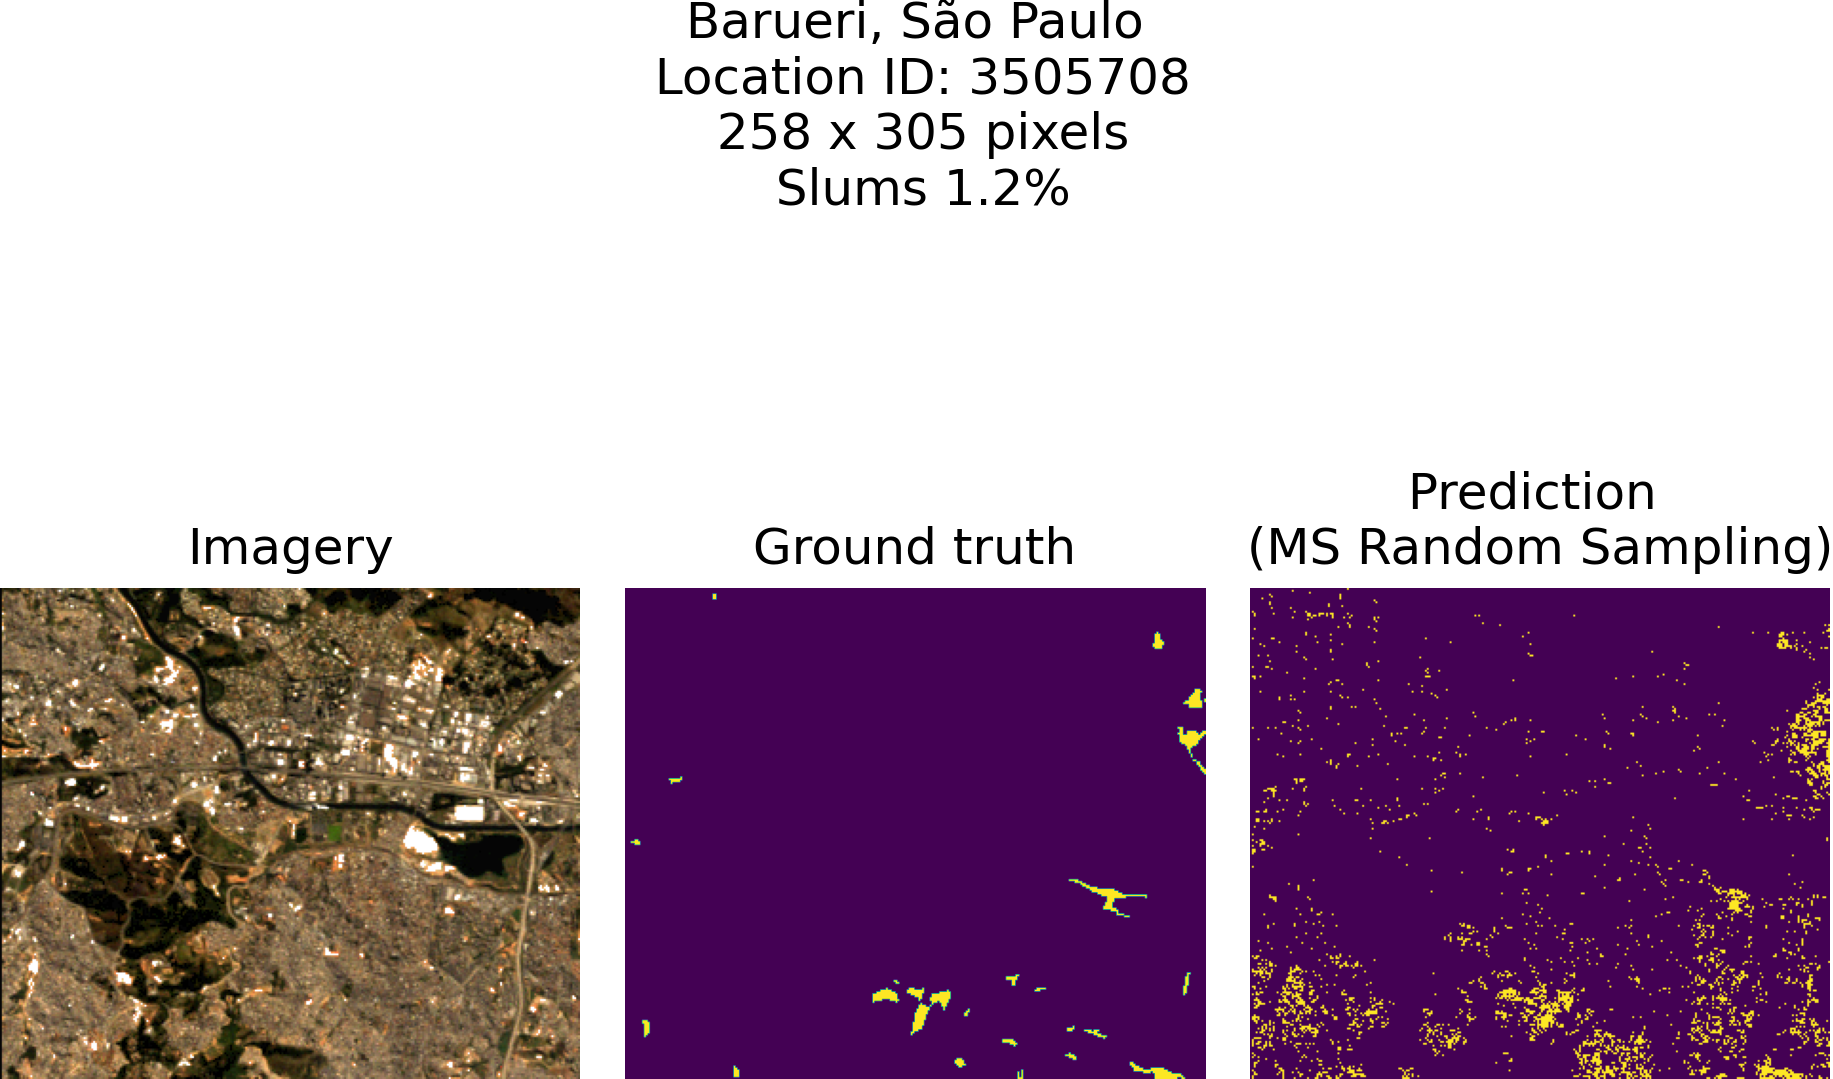 Barueri, São Paulo
Location ID: 3505708
258 x 305 pixels
Slums 1.2%
Imagery
Ground truth
Prediction
(MS Random Sampling)